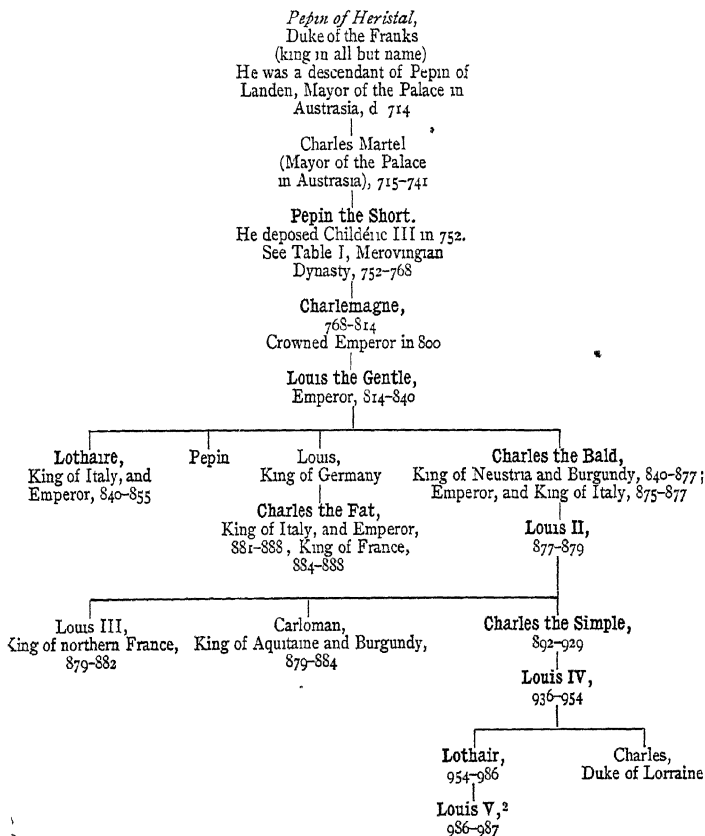 Pepin of Heristal,
Duke of the Franks
(king in all but name)
He was a descendant of Pepin of
Landen, Mayor of the Palace in
Austrasia, d 714
Charles Martel
(Mayor of the Palace
in Austrasia), 715–741
Pepin the Short.
He deposed Childéric III in 752.
See Table I, Merovingian
Dynasty, 752–768
Charlemagne,
768–814
Crowned Emperor in 800
Louis the Gentle,
Emperor, 814–840
Lothaire,
King of Italy, and
Emperor, 840–855
Pepin
Louis,
King of Germany
Charles the Fat,
King of Italy, and Emperor,
881–888, King of France,
884–888
Charles the Bald,
King of Neustria and Burgundy, 840–877;
Emperor, and King of Italy, 875–877
Louis II,
877–879
Louis III,
King of northern France,
879–882
Carloman,
King of Aquitaine and Burgundy,
879–884
Charles the Simple,
892–929
Louis IV,
936–954
Lothair,
954–986
Louis V,²
986–987
Charles,
Duke of Lorraine